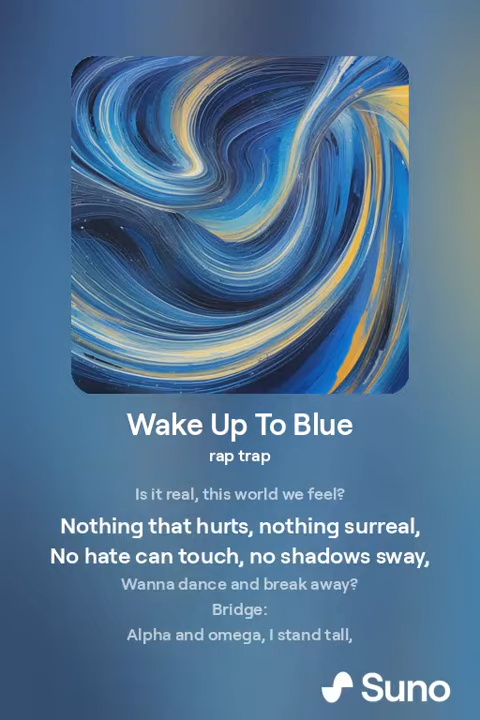 Wake Up To Blue
rap trap
Is it real, this world we feel?
Nothing that hurts, nothing surreal,
No hate can touch, no shadows sway,
Wanna dance and break away?
Bridge:
Alpha and omega, I stand tall,
Suno